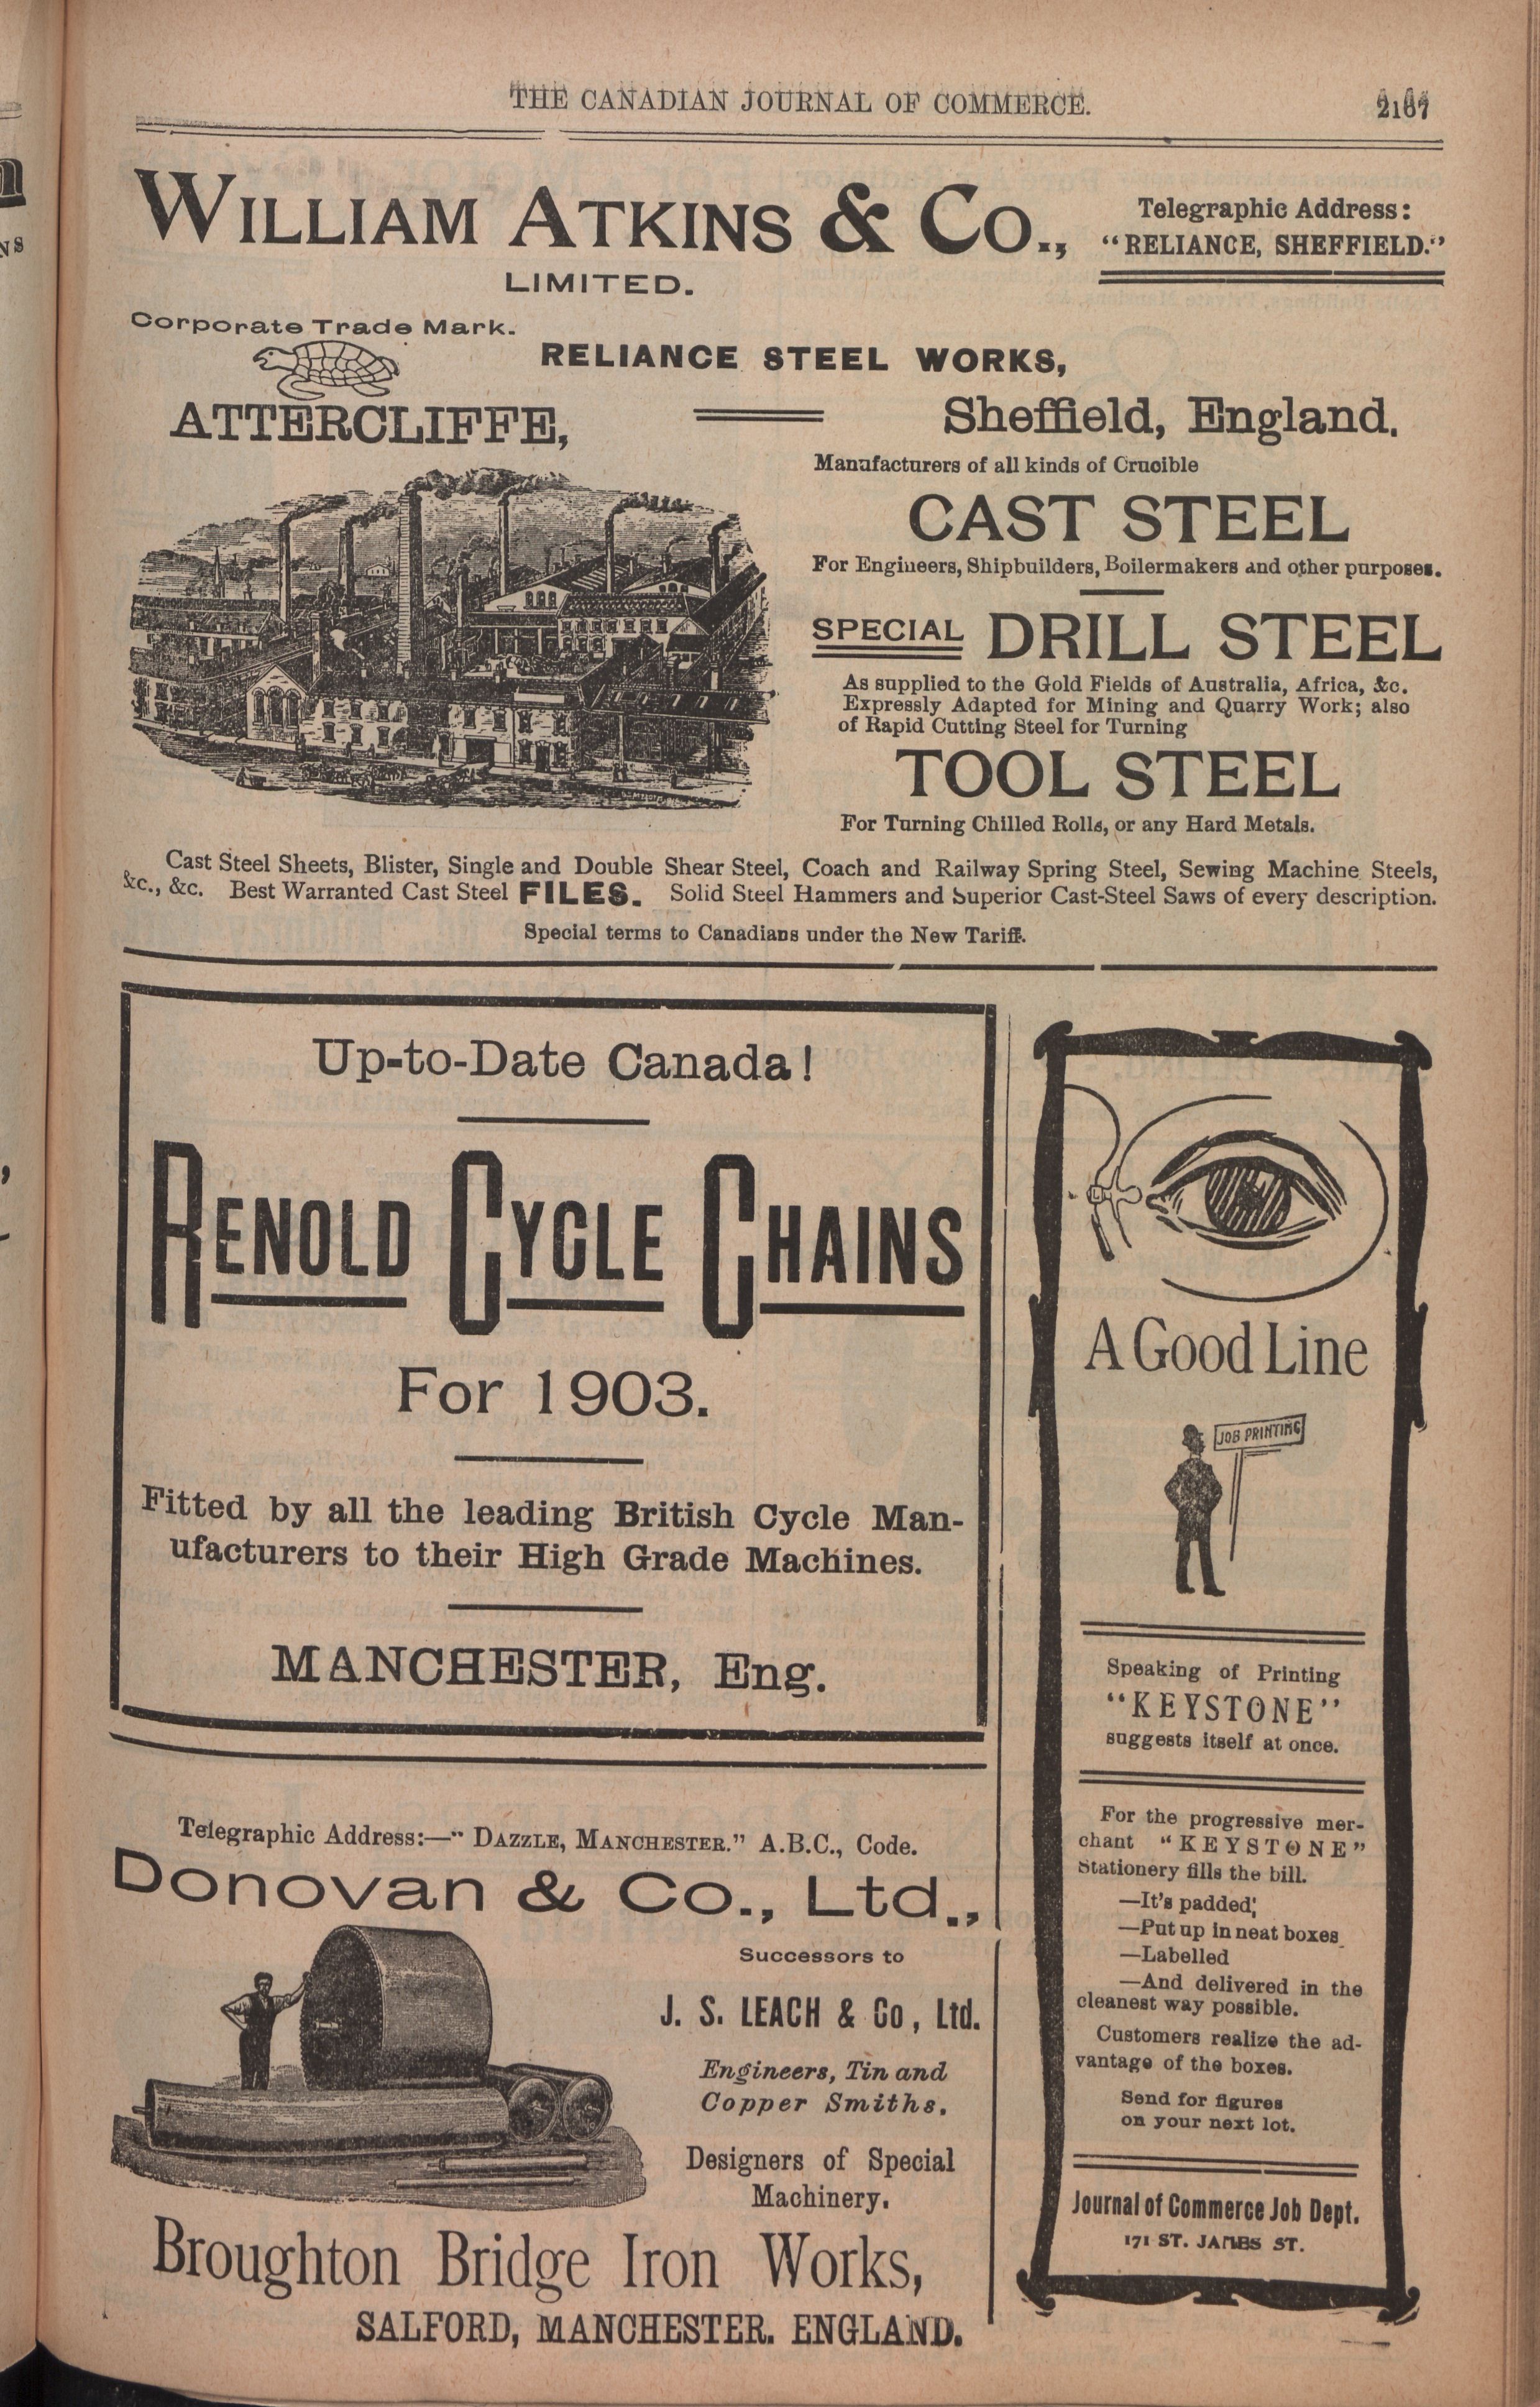 THE CANADIAN JOURNAL OF COMMERCE.
WILLIAM ATKINS & CO.,
LIMITED.
Telegraphic Address:
"RELIANCE, SHEFFIELD."
Corporate Trade Mark.
RELIANCE STEEL WORKS,
ATTERCLIFFE,
Sheffield, England.
Manufacturers of all kinds of Crucible
CAST STEEL
For Engineers, Shipbuilders, Boilermakers and other purposes.
SPECIAL DRILL STEEL
As supplied to the Gold Fields of Australia, Africa, &c.
Expressly Adapted for Mining and Quarry Work; also
of Rapid Cutting Steel for Turning
TOOL STEEL
For Turning Chilled Rolls, or any Hard Metals.
Cast Steel Sheets, Blister, Single and Double Shear Steel, Coach and Railway Spring Steel, Sewing Machine Steels,
&c., &c. Best Warranted Cast Steel FILES. Solid Steel Hammers and Superior Cast-Steel Saws of every description.
Special terms to Canadians under the New Tariff.
Up-to-Date Canada!
RENOLD CYCLE CHAINS
For 1903.
Fitted by all the leading British Cycle Man-
ufacturers to their High Grade Machines.
MANCHESTER, Eng.
Telegraphic Address:—" DAZZLE, MANCHESTER." A.B.C., Code.
Donovan & Co., Ltd.,
Successors to
J. S. LEACH & Co, Ltd.
Engineers, Tin and
Copper Smiths.
Designers of Special
Machinery.
Broughton Bridge Iron Works,
SALFORD, MANCHESTER. ENGLAND.
A Good Line
JOB PRINTING
Speaking of Printing
"KEYSTONE"
suggests itself at once.
For the progressive mer-
chant "KEYSTONE"
Stationery fills the bill.
—It's padded;
—Put up in neat boxes
—Labelled
—And delivered in the
cleanest way possible.
Customers realize the ad-
vantage of the boxes.
Send for figures
on your next lot.
Journal of Commerce Job Dept.
171 ST. JAMES ST.